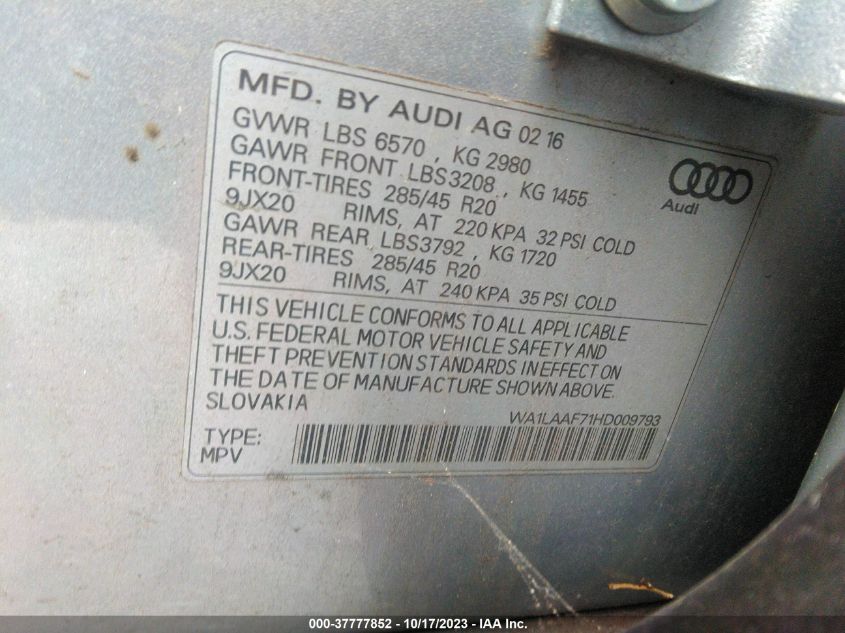 MFD. BY AUDI AG 02 16
GVWR LBS 6570 , KG 2980
GAWR FRONT LBS3208 , KG 1455
FRONT-TIRES 285/45 R20
9JX20 RIMS, AT 220 KPA 32 PSI COLD
GAWR REAR LBS3792 , KG 1720
REAR-TIRES 285/45 R20
9JX20 RIMS, AT 240 KPA 35 PSI COLD
Audi
THIS VEHICLE CONFORMS TO ALL APPLICABLE
U.S. FEDERAL MOTOR VEHICLE SAFETY AND
THEFT PREVENTION STANDARDS IN EFFECT ON
THE DATE OF MANUFACTURE SHOWN ABOVE.
SLOVAKIA
WA1LAAF71HD009793
TYPE:
MPV
000-37777852 - 10/17/2023 - IAA Inc.